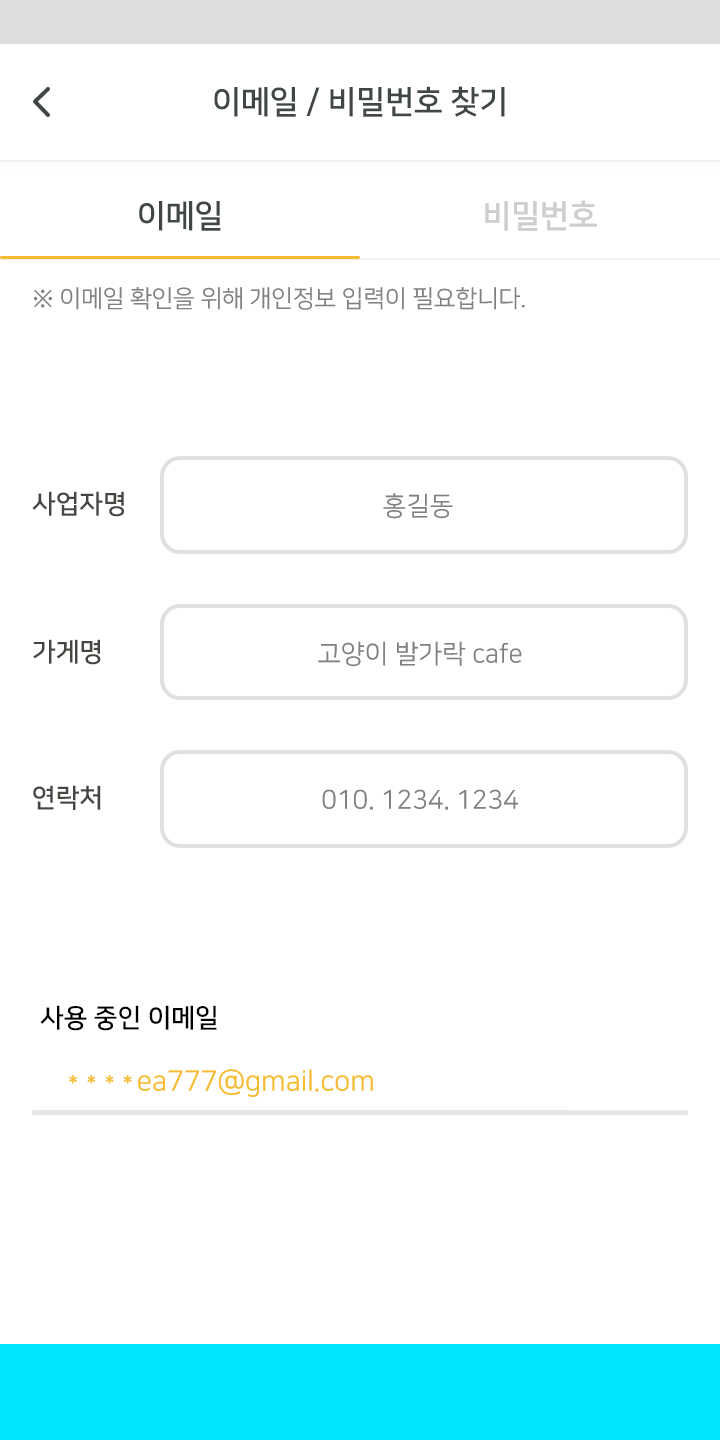 이메일 / 비밀번호 찾기
이메일 비밀번호
※ 이메일 확인을 위해 개인정보 입력이 필요합니다.
사업자명 홍길동
가게명 고양이 발가락 cafe
연락처 010. 1234. 1234
사용 중인 이메일
****ea777@gmail.com